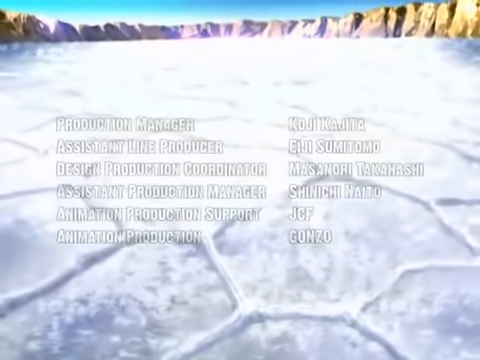 Production Manager Koji Kajita
Assistant Line Producer Eiji Sumitomo
Design Production Coordinator Masanori Takahashi
Assistant Production Manager Shinichi Naito
Animation Production Support JCF
Animation Production GONZO